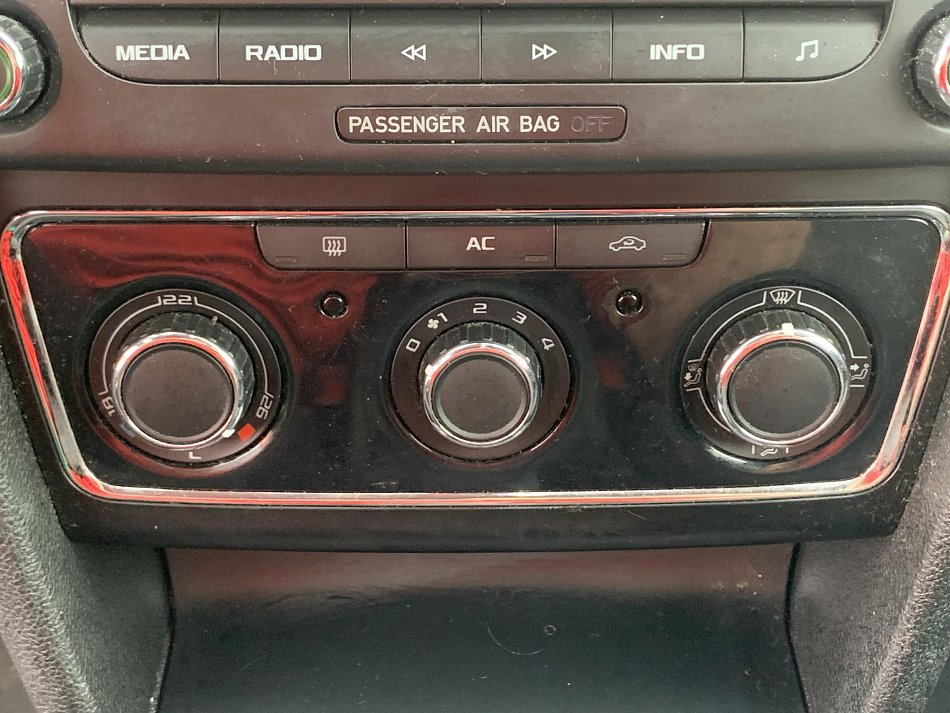 MEDIA RADIO INFO
PASSENGER AIR BAG OFF
AC
22
18
26
0 1 2 3 4